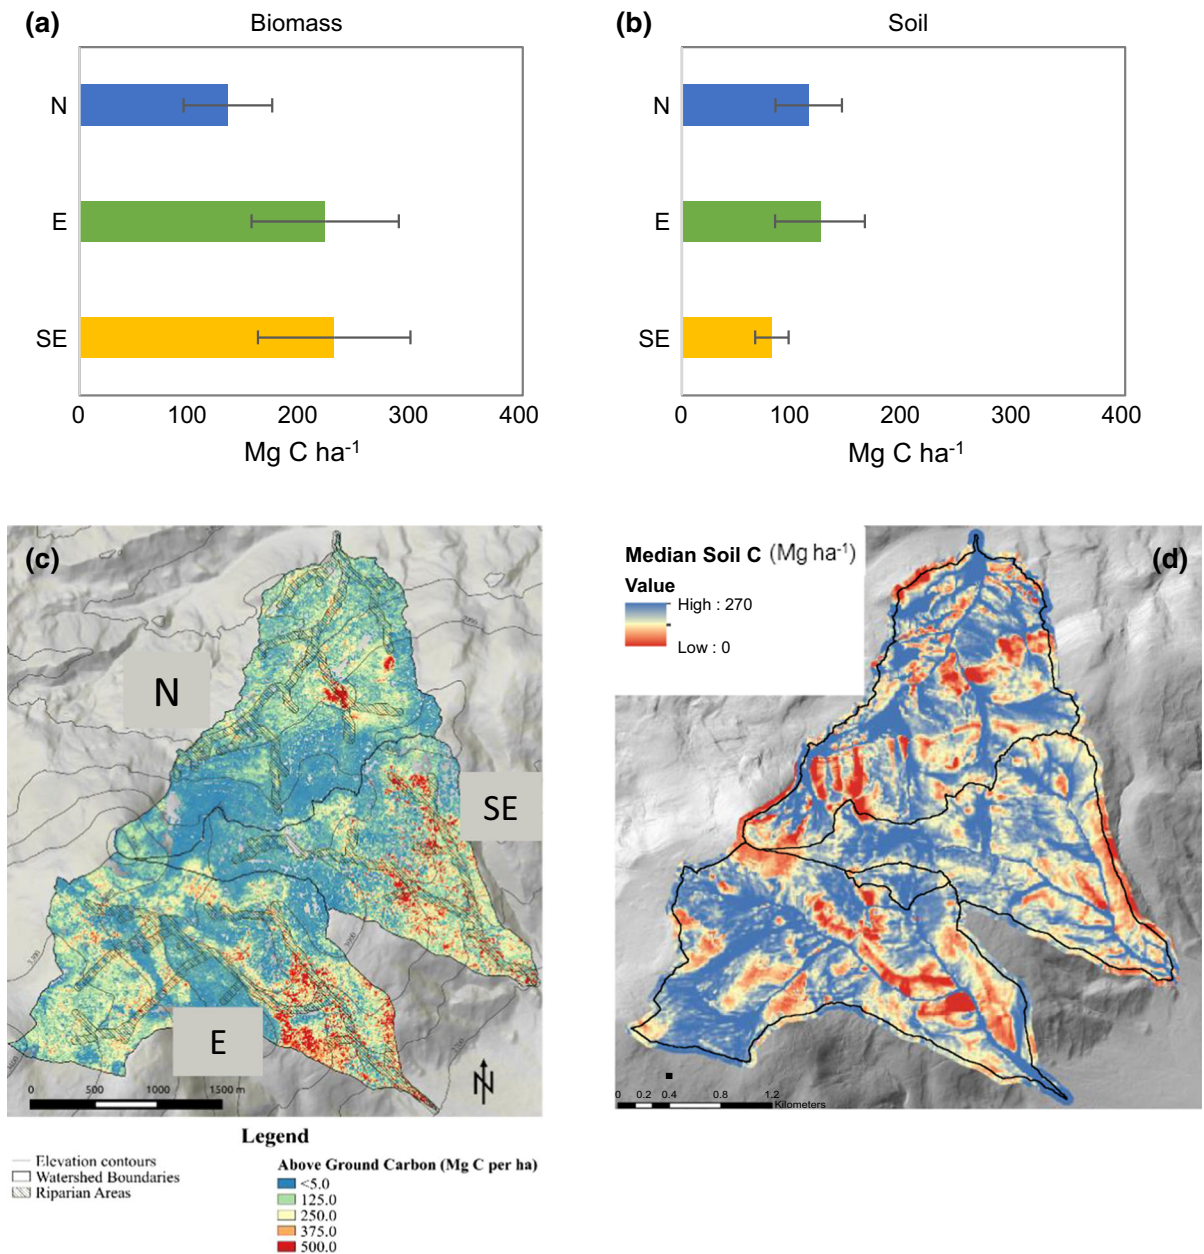 (a)
Biomass
N
E
SE
0 100 200 300 400
Mg C ha-1
(b)
Soil
N
E
SE
0 100 200 300 400
Mg C ha-1
(c)
N
SE
E
N
0 500 1000 1500 m
Legend
Elevation contours
Watershed Boundaries
Riparian Areas
Above Ground Carbon (Mg C per ha)
<5.0
125.0
250.0
375.0
500.0
(d)
Median Soil C (Mg ha-1)
Value
High : 270
Low : 0
0 0.2 0.4 0.8 1.2
Kilometers